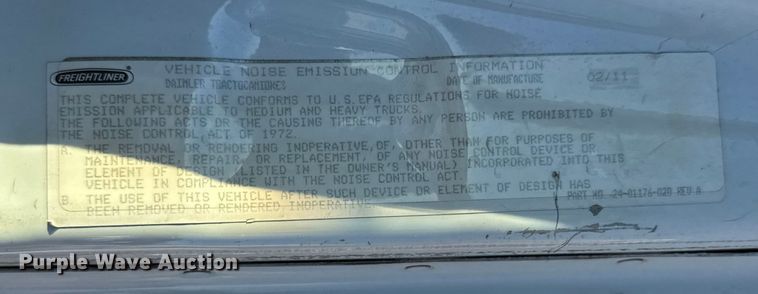 FREIGHTLINER
VEHICLE NOISE EMISSION CONTROL INFORMATION
DAIMLER TRACTOCAMIONES DATE OF MANUFACTURE 02/11
THIS COMPLETE VEHICLE CONFORMS TO U.S.EPA REGULATIONS FOR NOISE
EMISSION APPLICABLE TO MEDIUM AND HEAVY TRUCKS.
THE FOLLOWING ACTS OR THE CAUSING THEREOF BY ANY PERSON ARE PROHIBITED BY
THE NOISE CONTROL ACT OF 1972.
A. THE REMOVAL OR RENDERING INOPERATIVE,OF, OTHER THAN FOR PURPOSES OF
MAINTENANCE, REPAIR, OR REPLACEMENT, OF ANY NOISE CONTROL DEVICE OR
ELEMENT OF DESIGN (LISTED IN THE OWNER'S MANUAL) INCORPORATED INTO THIS
VEHICLE IN COMPLIANCE WITH THE NOISE CONTROL ACT.
B. THE USE OF THIS VEHICLE AFTER SUCH DEVICE OR ELEMENT OF DESIGN HAS
BEEN REMOVED OR RENDERED INOPERATIVE.
PART NO. 24-01176-020 REV A
Purple Wave Auction